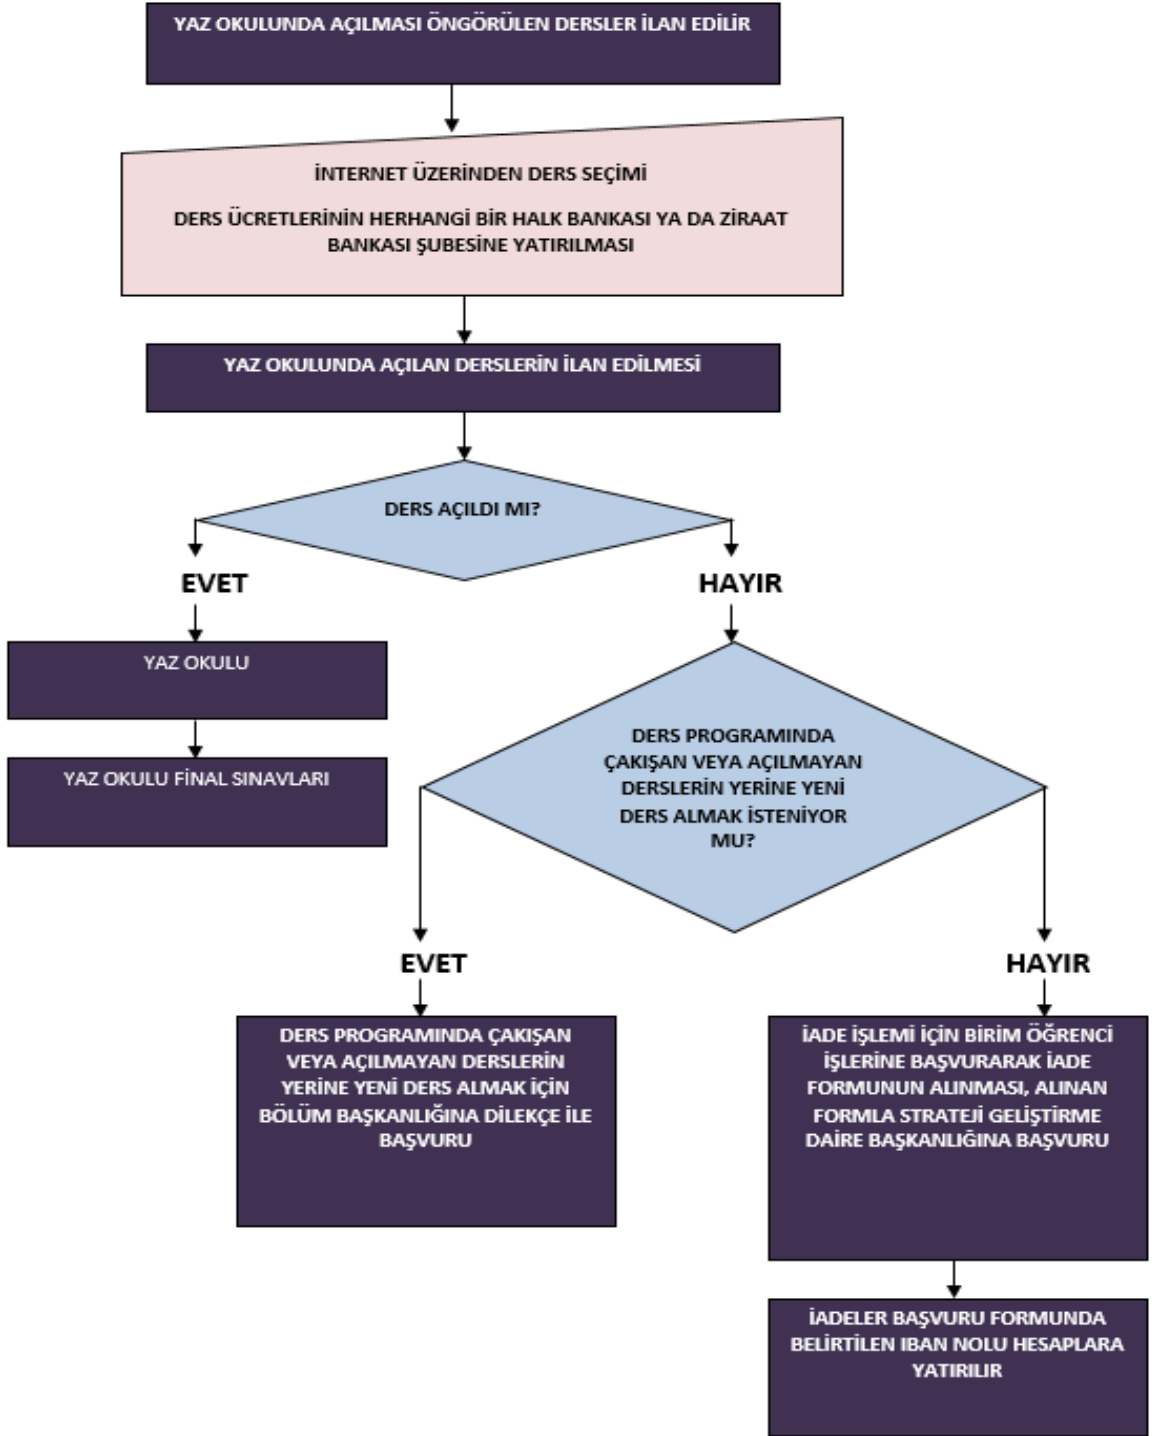 YAZ OKULUNDA AÇILMASI ÖNGÖRÜLEN DERSLER İLAN EDİLİR
İNTERNET ÜZERİNDEN DERS SEÇİMİ
DERS ÜCRETLERİNİN HERHANGİ BİR HALK BANKASI YA DA ZİRAAT
BANKASI ŞUBESİNE YATIRILMASI
YAZ OKULUNDA AÇILAN DERSLERİN İLAN EDİLMESİ
DERS AÇILDI MI?
EVET
HAYIR
YAZ OKULU
YAZ OKULU FİNAL SINAVLARI
DERS PROGRAMINDA
ÇAKIŞAN VEYA AÇILMAYAN
DERSLERİN YERİNE YENİ
DERS ALMAK İSTENİYOR
MU?
EVET
HAYIR
DERS PROGRAMINDA ÇAKIŞAN
VEYA AÇILMAYAN DERSLERİN
YERİNE YENİ DERS ALMAK İÇİN
BÖLÜM BAŞKANLIĞINA DİLEKÇE İLE
BAŞVURU
İADE İŞLEMİ İÇİN BİRİM ÖĞRENCİ
İŞLERİNE BAŞVURARAK İADE
FORMUNUN ALINMASI, ALINAN
FORMLA STRATEJİ GELİŞTİRME
DAİRE BAŞKANLIĞINA BAŞVURU
İADELER BAŞVURU FORMUNDA
BELİRTİLEN IBAN NOLU HESAPLARA
YATIRILIR